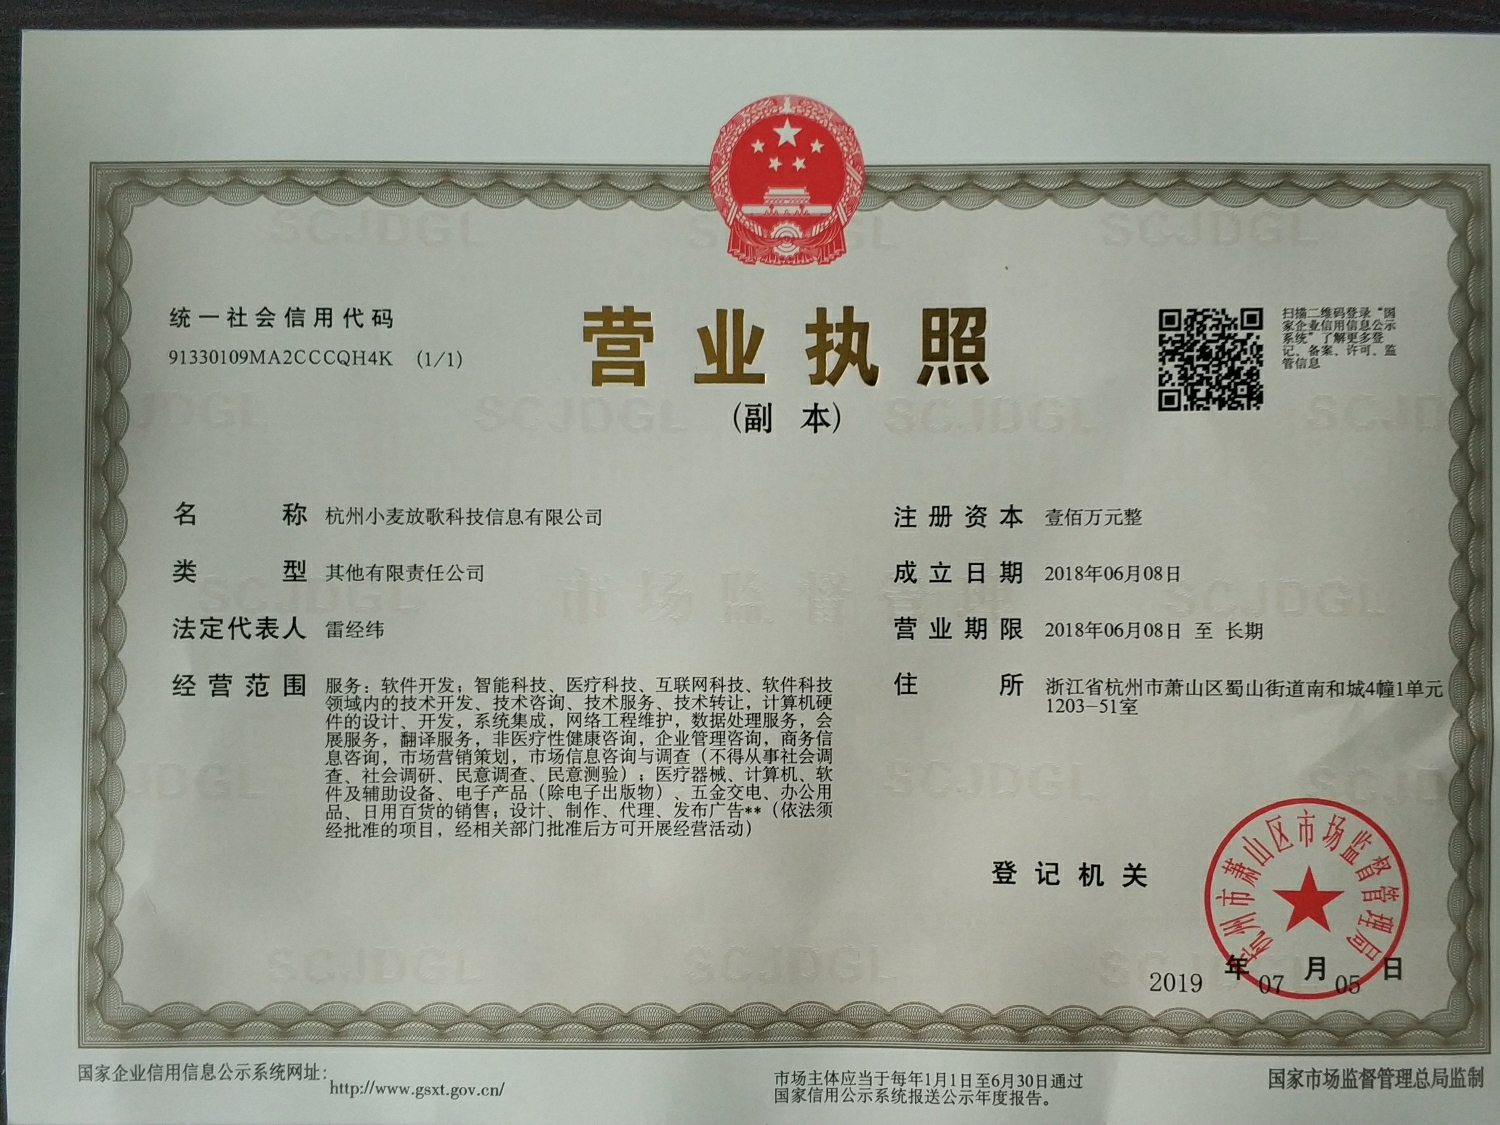 统一社会信用代码
91330109MA2CCCQH4K (1/1)
营业执照
(副 本)
扫描二维码登录“国
家企业信用信息公示
系统”了解更多登
记、备案、许可、监
管信息
名称 杭州小麦放歌科技信息有限公司
类型 其他有限责任公司
法定代表人 雷经纬
经营范围 服务：软件开发；智能科技、医疗科技、互联网科技、软件科技
领域内的技术开发、技术咨询、技术服务、技术转让，计算机硬
件的设计、开发，系统集成，网络工程维护，数据处理服务，会
展服务，翻译服务，非医疗性健康咨询，企业管理咨询，商务信
息咨询，市场营销策划，市场信息咨询与调查（不得从事社会调
查、社会调研、民意调查、民意测验）；医疗器械、计算机、软
件及辅助设备、电子产品（除电子出版物）、五金交电、办公用
品、日用百货的销售；设计、制作、代理、发布广告**（依法须
经批准的项目，经相关部门批准后方可开展经营活动）
注册资本 壹佰万元整
成立日期 2018年06月08日
营业期限 2018年06月08日 至 长期
住所 浙江省杭州市萧山区蜀山街道南和城4幢1单元
1203-51室
登记机关
杭州市萧山区市场监督管理局
2019 年 07 月 05 日
国家企业信用信息公示系统网址：
http://www.gsxt.gov.cn/
市场主体应当于每年1月1日至6月30日通过
国家信用公示系统报送公示年度报告。
国家市场监督管理总局监制
SCJDGL
市场监督管理